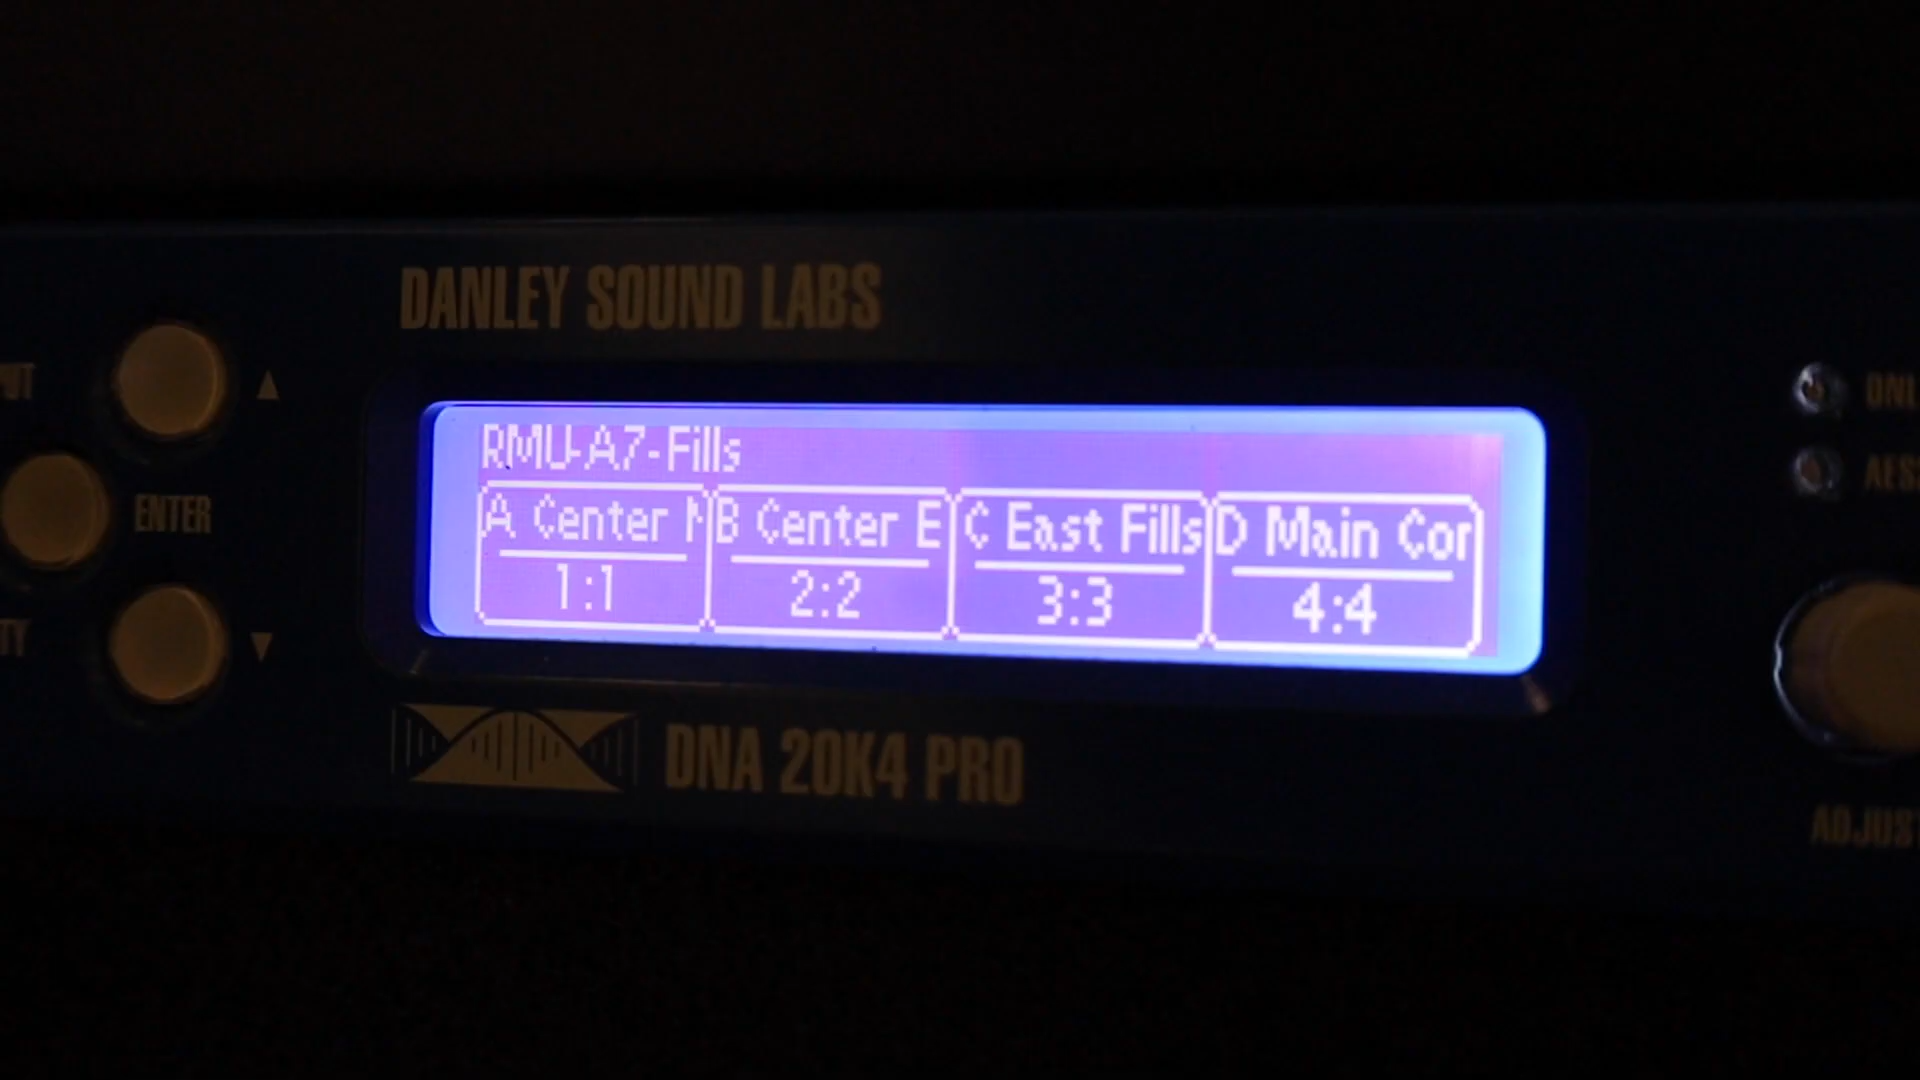 DANLEY SOUND LABS
ENTER
RMU-A7-Fills
A Center
B Center E
C East Fills
D Main Cor
1:1
2:2
3:3
4:4
DNA 20K4 PRO
ADJUST